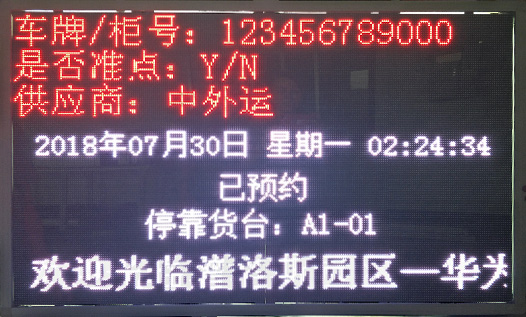 车牌/柜号：123456789000
是否准点：Y/N
供应商：中外运
2018年07月30日 星期一 02:24:34
已预约
停靠货台：A1-01
欢迎光临潽洛斯园区—华为